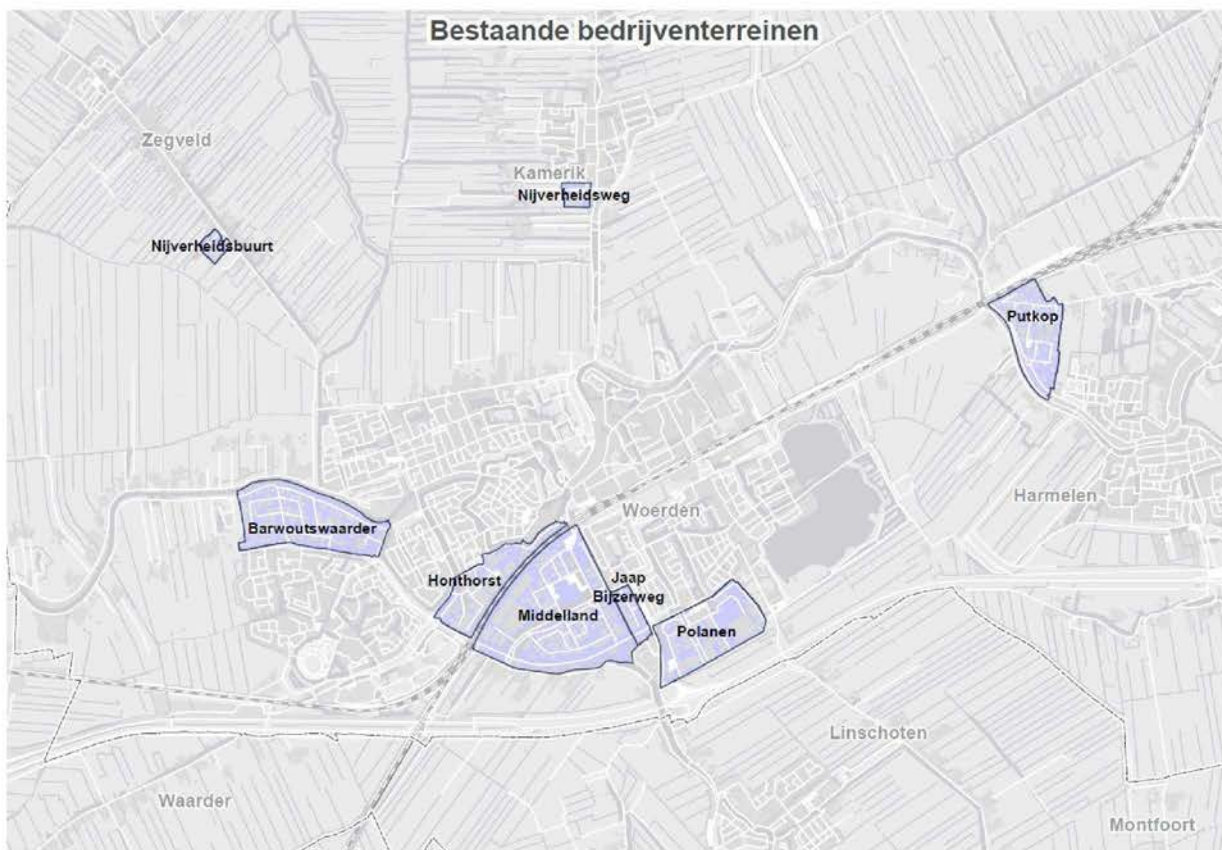 Bestaande bedrijventerreinen
Zegveld
Kamerik
Nijverheidsweg
Nijverheidsbuurt
Putkop
Harmelen
Woerden
Barwoutswaarder
Honthorst
Jaap
Bijzerweg
Middelland
Polanen
Linschoten
Waarder
Montfoort